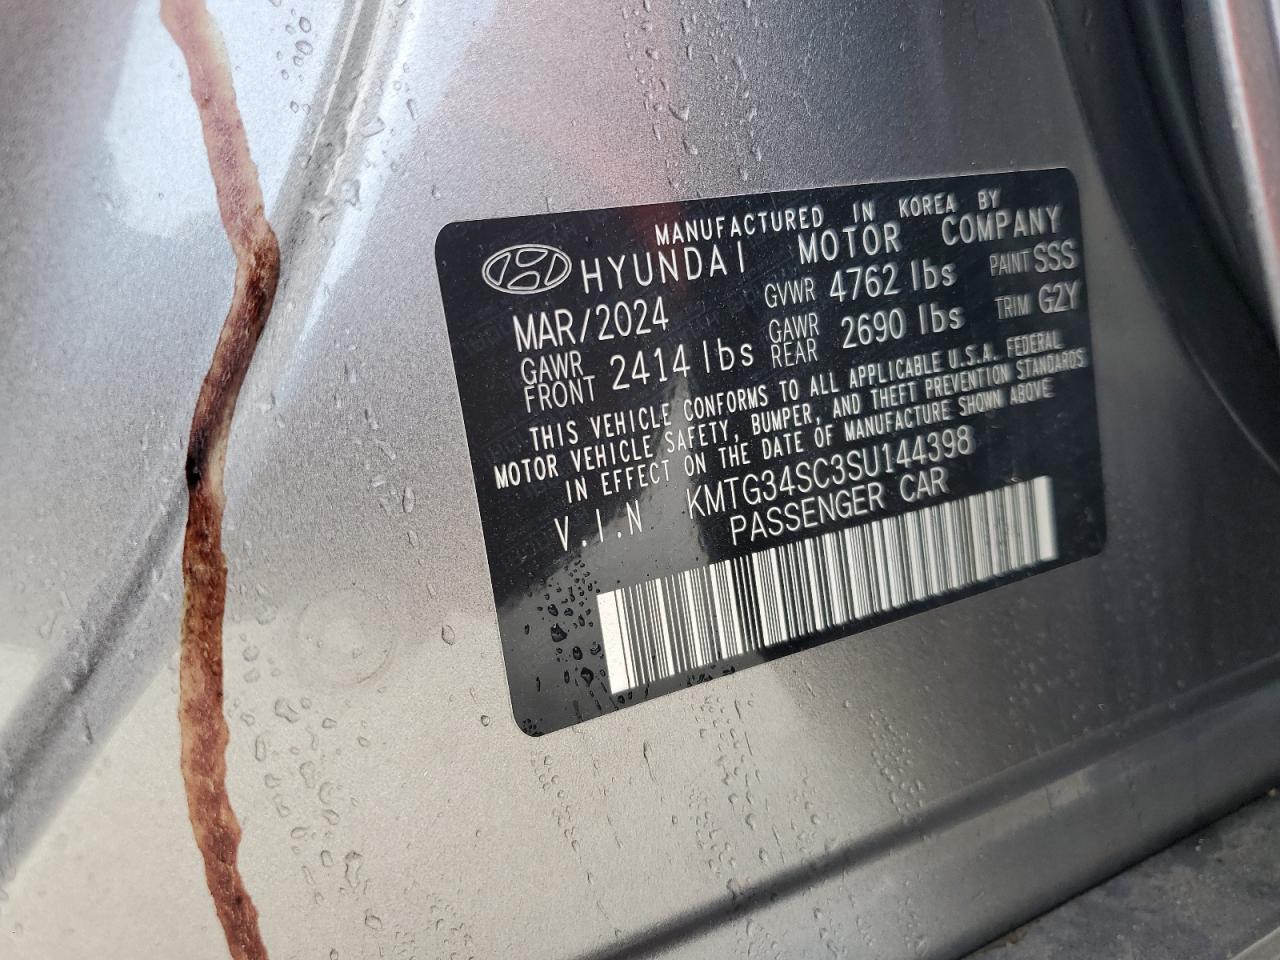 MANUFACTURED IN KOREA BY
HYUNDAI MOTOR COMPANY
MAR/2024 GVWR 4762 lbs PAINT SSS
GAWR FRONT 2414 lbs GAWR REAR 2690 lbs TRIM G2Y
THIS VEHICLE CONFORMS TO ALL APPLICABLE U.S.A. FEDERAL
MOTOR VEHICLE SAFETY, BUMPER, AND THEFT PREVENTION STANDARDS
IN EFFECT ON THE DATE OF MANUFACTURE SHOWN ABOVE
V.I.N KMTG34SC3SU144398
PASSENGER CAR